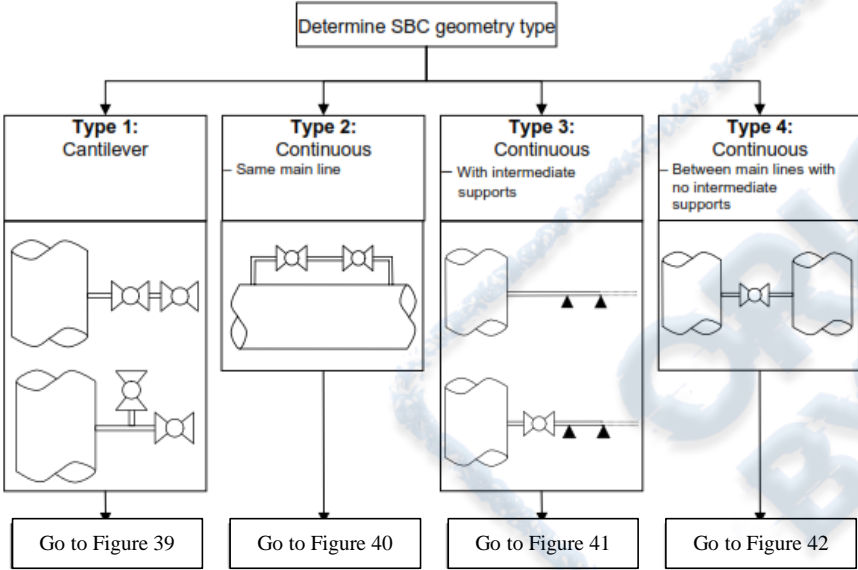 Determine SBC geometry type
Type 1:
Cantilever
Type 2:
Continuous
Same main line
Type 3:
Continuous
With intermediate
supports
Type 4:
Continuous
Between main lines with
no intermediate
supports
Go to Figure 39
Go to Figure 40
Go to Figure 41
Go to Figure 42